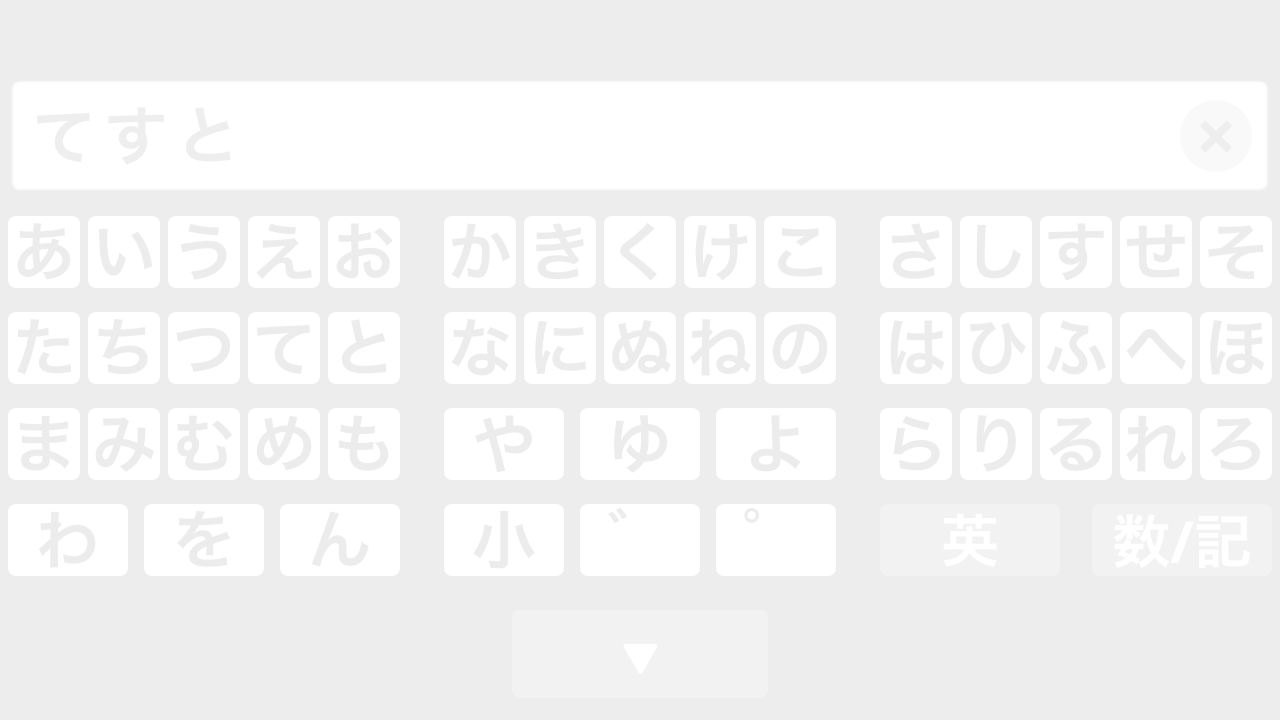 てすと
×
あいうえお かきくけこ さしすせそ
たちつてと なにぬねの はひふへほ
まみむめも やゆよ らりるれろ
わをん 小 ゛ ゜ 英 数/記
▼